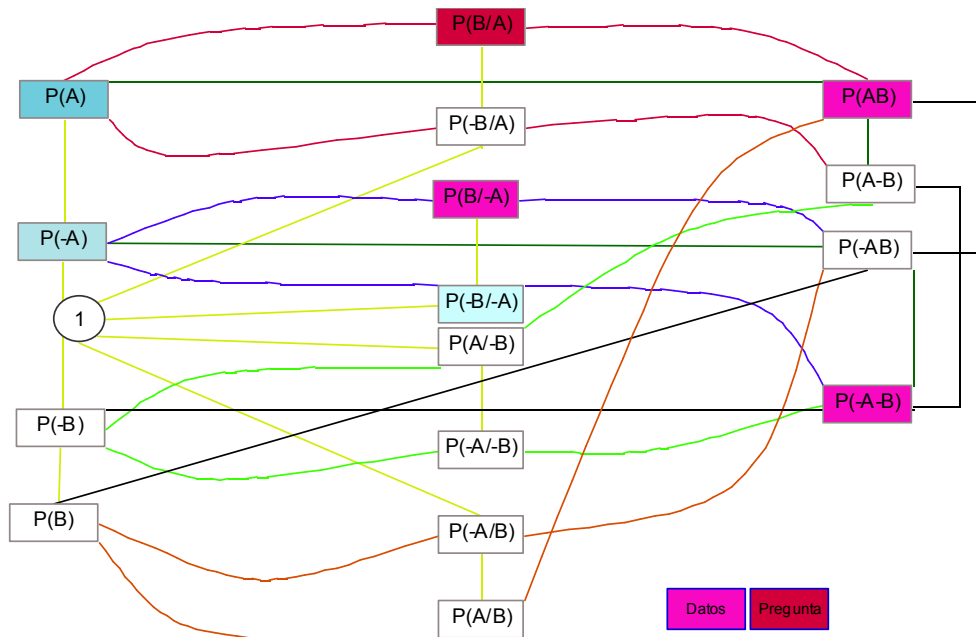 P(B/A)
P(A)
P(AB)
P(-B/A)
P(A-B)
P(B/-A)
P(-A)
P(-AB)
P(-B/-A)
1
P(A/-B)
P(-A-B)
P(-B)
P(-A/-B)
P(B)
P(-A/B)
P(A/B)
Datos
Pregunta